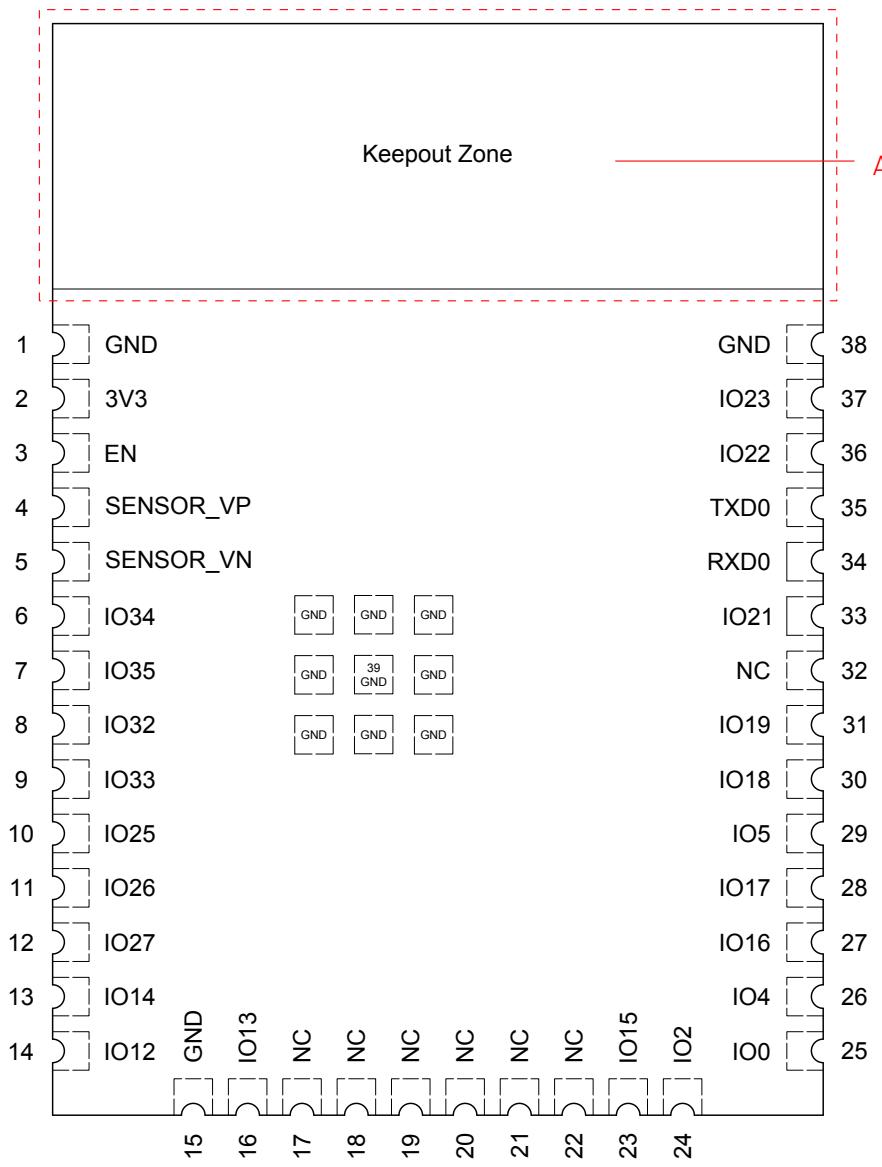 Keepout Zone
A
1 GND
2 3V3
3 EN
4 SENSOR_VP
5 SENSOR_VN
6 IO34
7 IO35
8 IO32
9 IO33
10 IO25
11 IO26
12 IO27
13 IO14
14 IO12
GND GND GND
GND 39 GND GND
GND GND GND
GND 38
IO23 37
IO22 36
TXD0 35
RXD0 34
IO21 33
NC 32
IO19 31
IO18 30
IO5 29
IO17 28
IO16 27
IO4 26
IO0 25
GND IO13 NC NC NC NC NC NC IO15 IO2
15 16 17 18 19 20 21 22 23 24